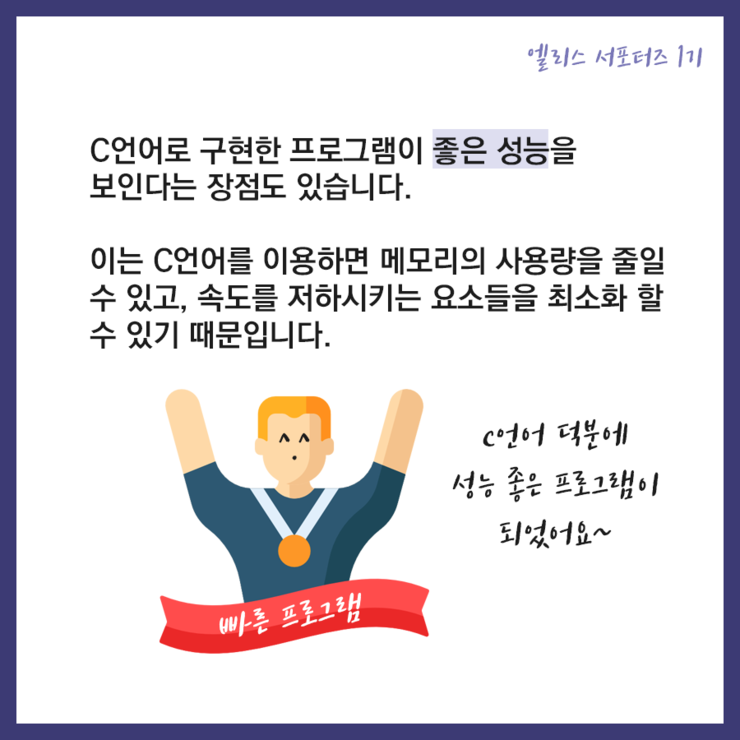 엘리스 서포터즈 1기
C언어로 구현한 프로그램이 좋은 성능을
보인다는 장점도 있습니다.
이는 C언어를 이용하면 메모리의 사용량을 줄일
수 있고, 속도를 저하시키는 요소들을 최소화 할
수 있기 때문입니다.
C언어 덕분에
성능 좋은 프로그램이
되었어요~
빠른 프로그램